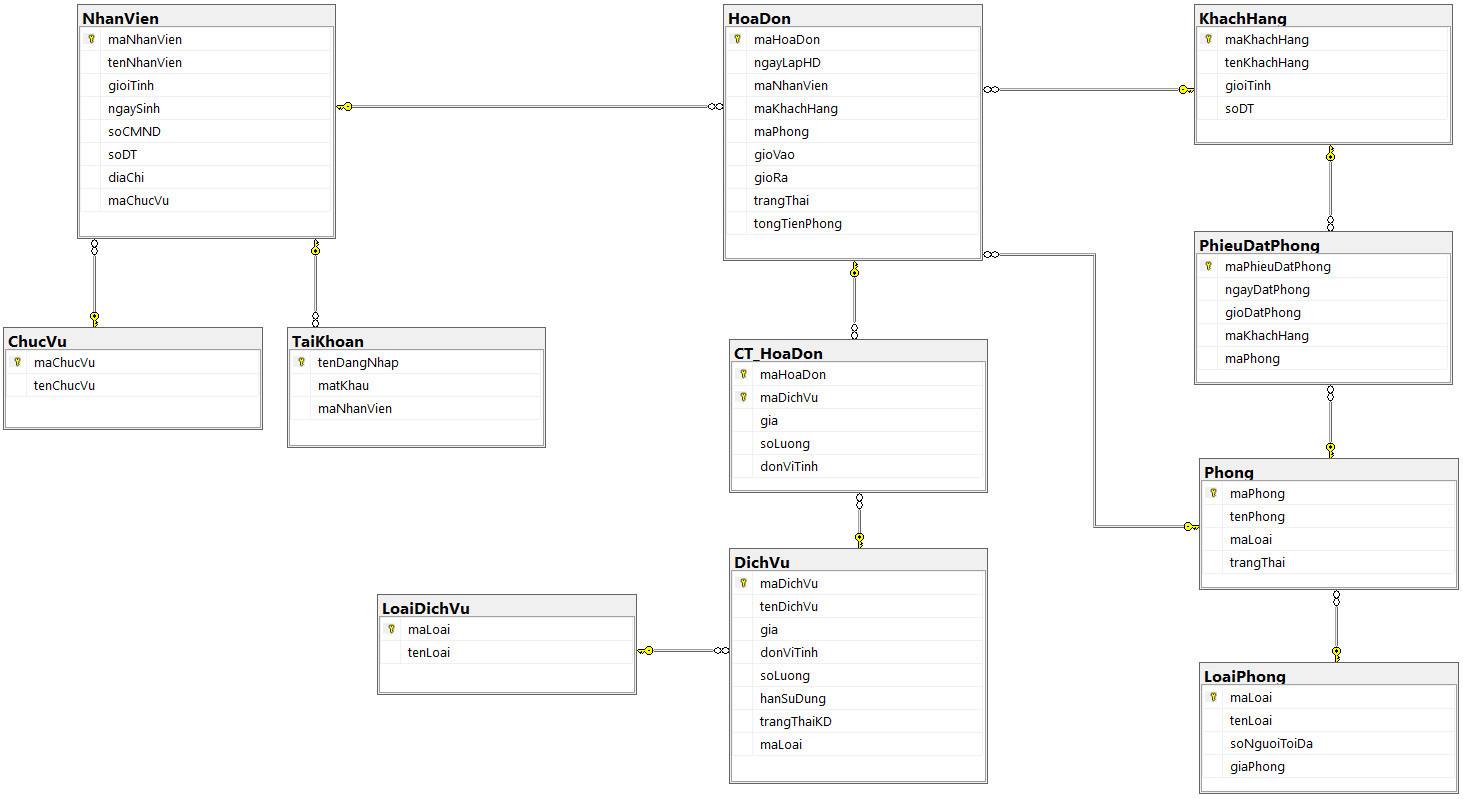 NhanVien
maNhanVien
tenNhanVien
gioiTinh
ngaySinh
soCMND
soDT
diaChi
maChucVu
HoaDon
maHoaDon
ngayLapHD
maNhanVien
maKhachHang
maPhong
gioVao
gioRa
trangThai
tongTienPhong
KhachHang
maKhachHang
tenKhachHang
gioiTinh
soDT
PhieuDatPhong
maPhieuDatPhong
ngayDatPhong
gioDatPhong
maKhachHang
maPhong
ChucVu
maChucVu
tenChucVu
TaiKhoan
tenDangNhap
matKhau
maNhanVien
CT_HoaDon
maHoaDon
maDichVu
gia
soLuong
donViTinh
Phong
maPhong
tenPhong
maLoai
trangThai
LoaiDichVu
maLoai
tenLoai
DichVu
maDichVu
tenDichVu
gia
donViTinh
soLuong
hanSuDung
trangThaiKD
maLoai
LoaiPhong
maLoai
tenLoai
soNguoiToiDa
giaPhong